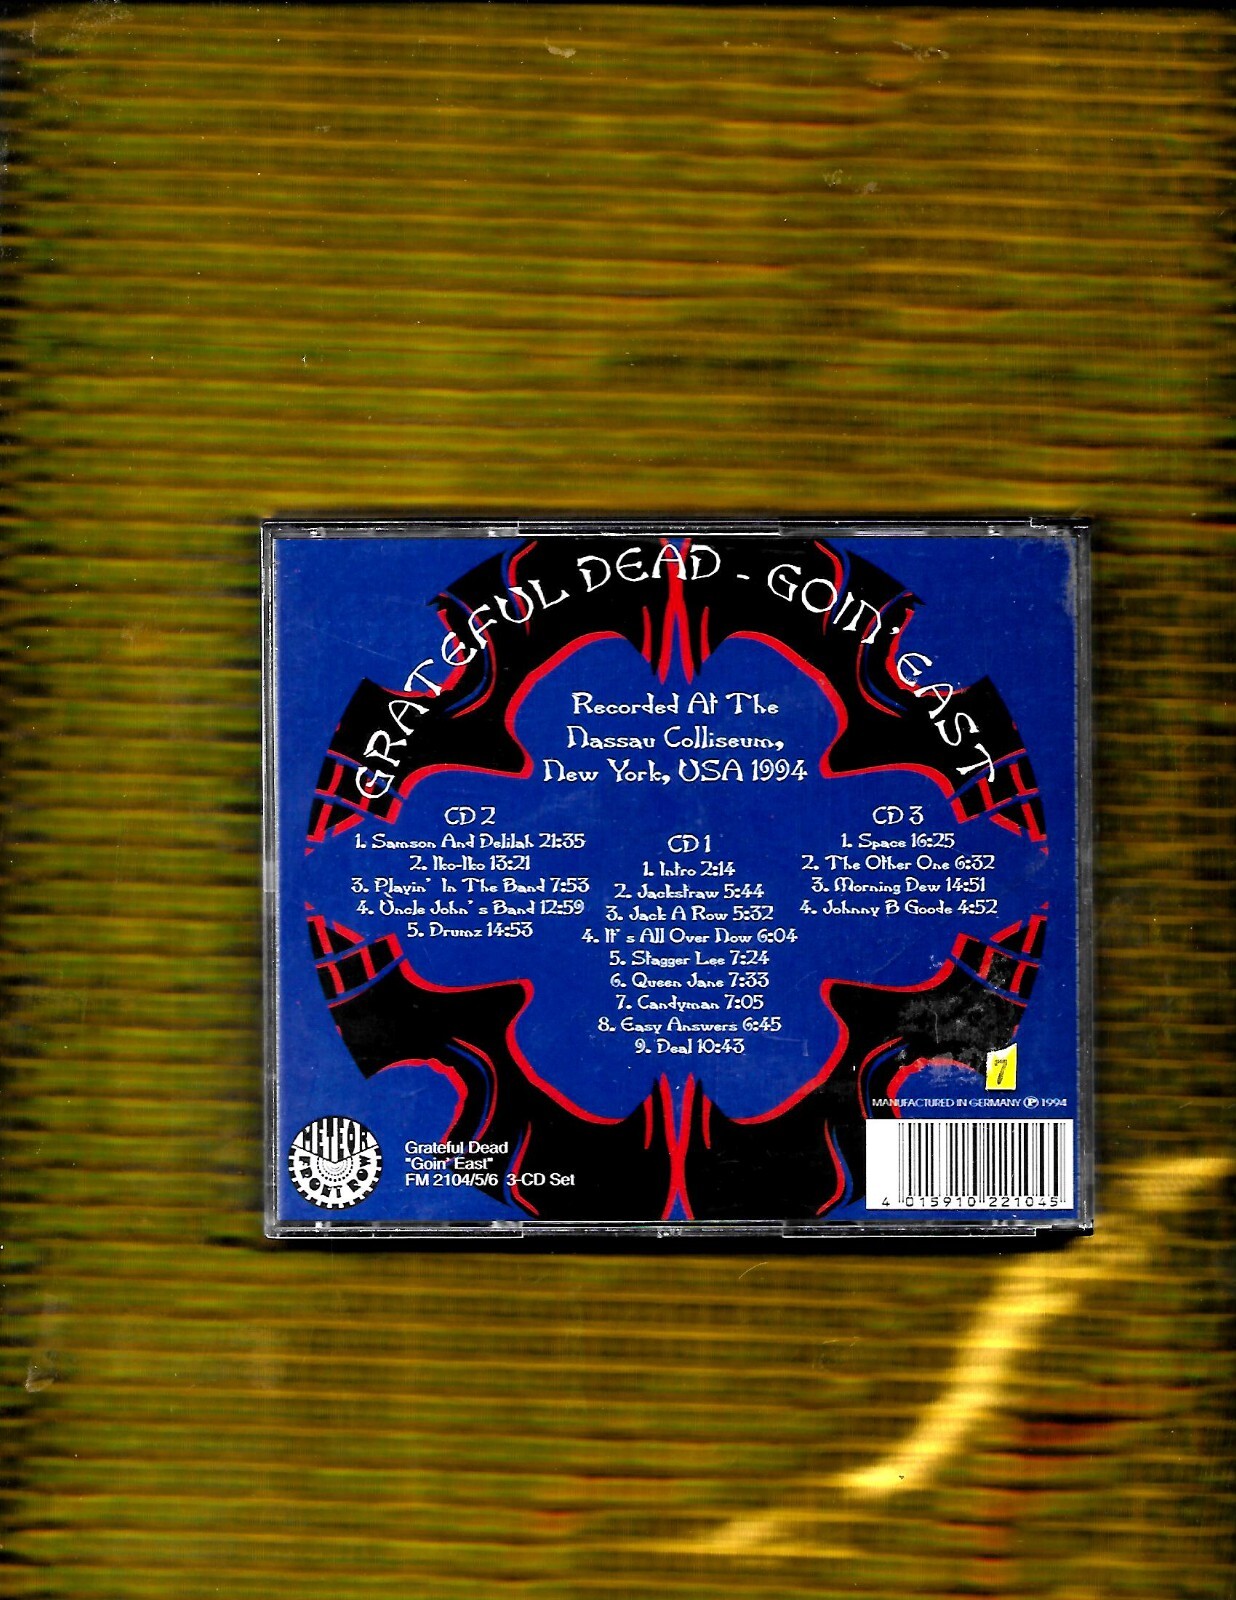 GRATEFUL DEAD - GOIN' EAST
Recorded At The
Nassau Colliseum,
New York, USA 1994
CD 2
1. Samson And Delilah 21:35
2. Iko-Iko 13:21
3. Playin' In The Band 7:53
4. Uncle John's Band 12:59
5. Drumz 14:53
CD 1
1. Intro 2:14
2. Jackstraw 5:44
3. Jack A Row 5:32
4. It's All Over Now 6:04
5. Stagger Lee 7:24
6. Queen Jane 7:33
7. Candyman 7:05
8. Easy Answers 6:45
9. Deal 10:43
CD 3
1. Space 16:25
2. The Other One 6:32
3. Morning Dew 14:51
4. Johnny B Goode 4:52
7
MANUFACTURED IN GERMANY ℗ 1994
METEOR
Grateful Dead
"Goin' East"
FM 2104/5/6 3-CD Set
4 015910 221045